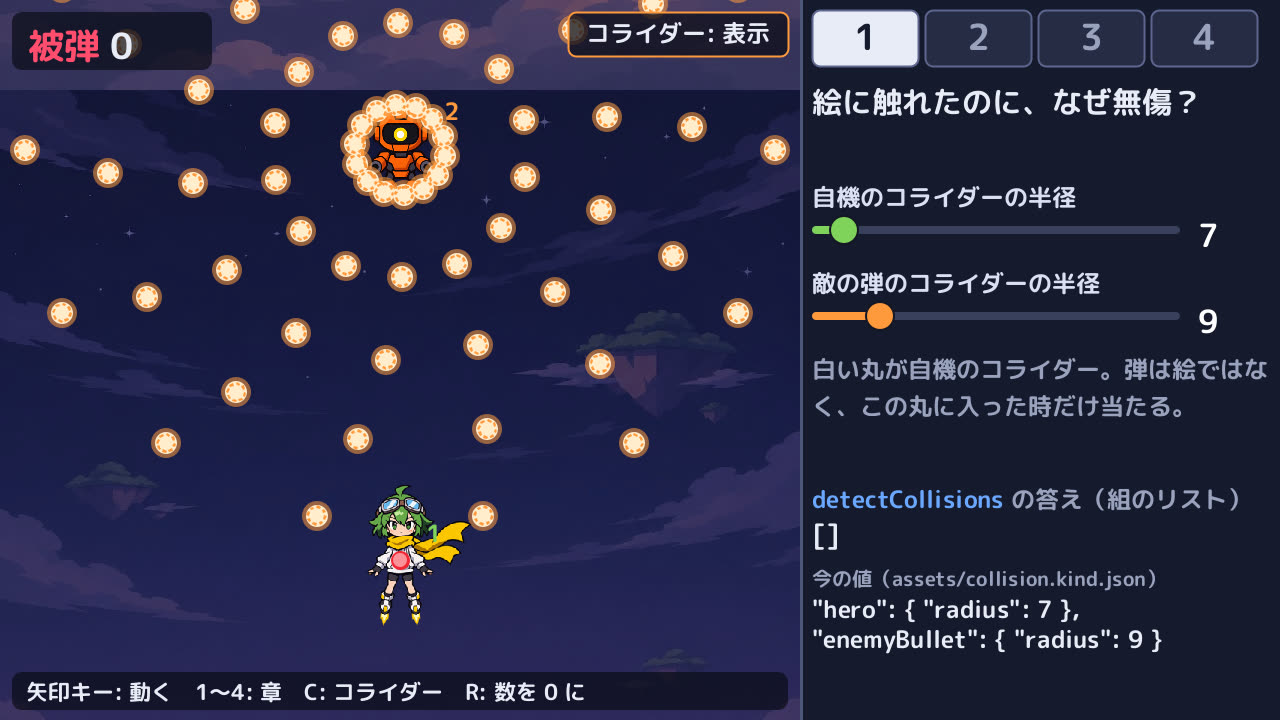 被弾 0
コライダー: 表示
2
1
矢印キー: 動く 1〜4: 章 C: コライダー R: 数を 0 に
1 2 3 4
絵に触れたのに、なぜ無傷？
自機のコライダーの半径
7
敵の弾のコライダーの半径
9
白い丸が自機のコライダー。弾は絵ではな
く、この丸に入った時だけ当たる。
detectCollisions の答え（組のリスト）
[]
今の値（assets/collision.kind.json）
"hero": { "radius": 7 },
"enemyBullet": { "radius": 9 }